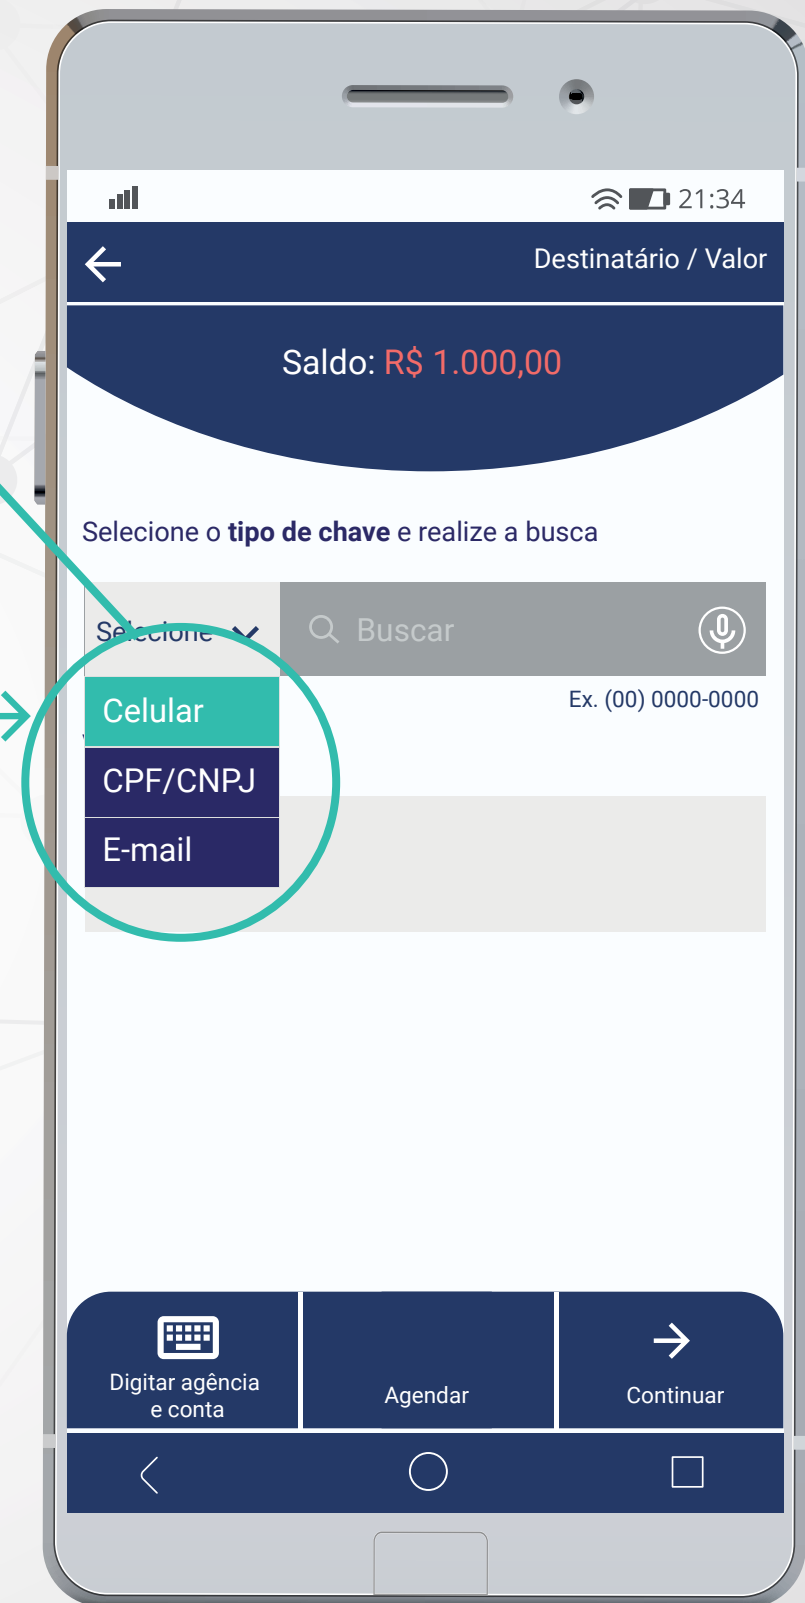 21:34
Destinatário / Valor
Saldo: R$ 1.000,00
Selecione o tipo de chave e realize a busca
Selecione
Buscar
Ex. (00) 0000-0000
Celular
CPF/CNPJ
E-mail
Digitar agência
e conta
Agendar
Continuar